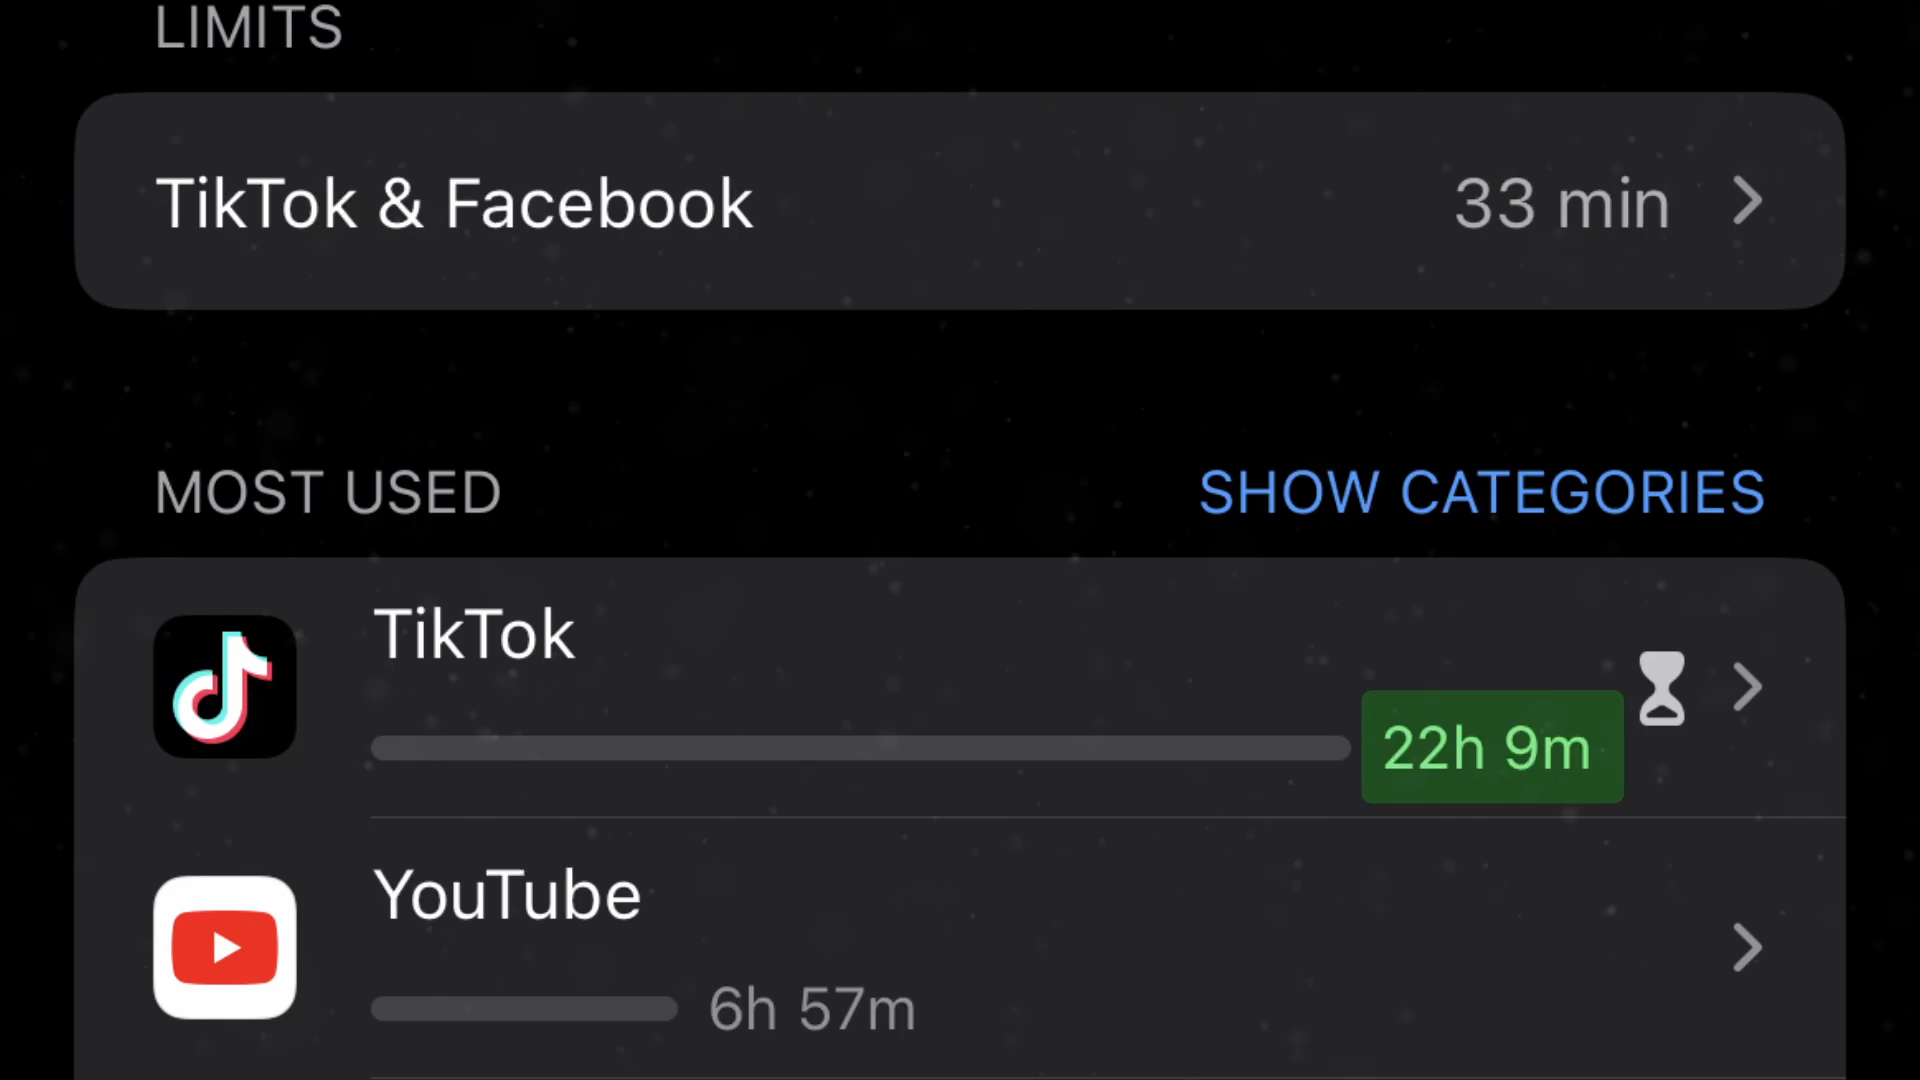 LIMITS
TikTok & Facebook 33 min
MOST USED SHOW CATEGORIES
TikTok
22h 9m
YouTube
6h 57m